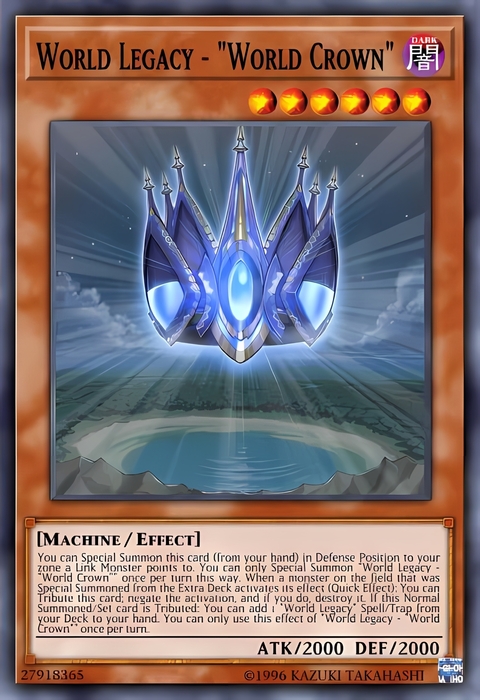 World Legacy - "World Crown"
DARK
闇
[Machine / Effect]
You can Special Summon this card (from your hand) in Defense Position to your
zone a Link Monster points to. You can only Special Summon "World Legacy -
"World Crown"" once per turn this way. When a monster on the field that was
Special Summoned from the Extra Deck activates its effect (Quick Effect): You can
Tribute this card; negate the activation, and if you do, destroy it. If this Normal
Summoned/Set card is Tributed: You can add 1 "World Legacy" Spell/Trap from
your Deck to your hand. You can only use this effect of "World Legacy - "World
Crown"" once per turn.
ATK/2000 DEF/2000
27918365
©1996 KAZUKI TAKAHASHI